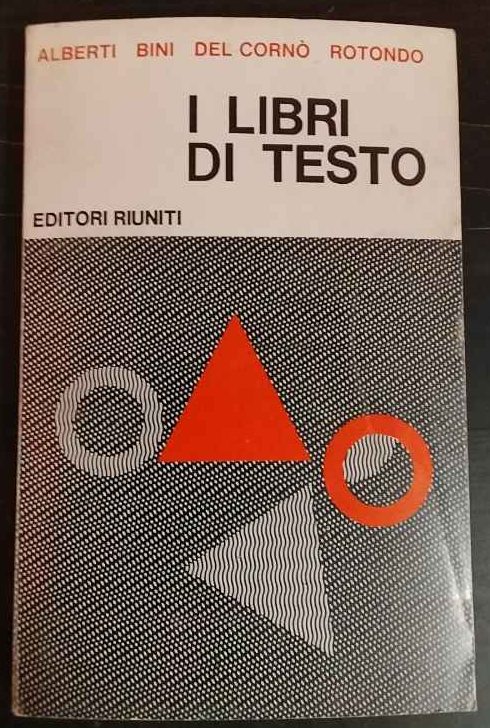 ALBERTI BINI DEL CORNÒ ROTONDO
I LIBRI
DI TESTO
EDITORI RIUNITI